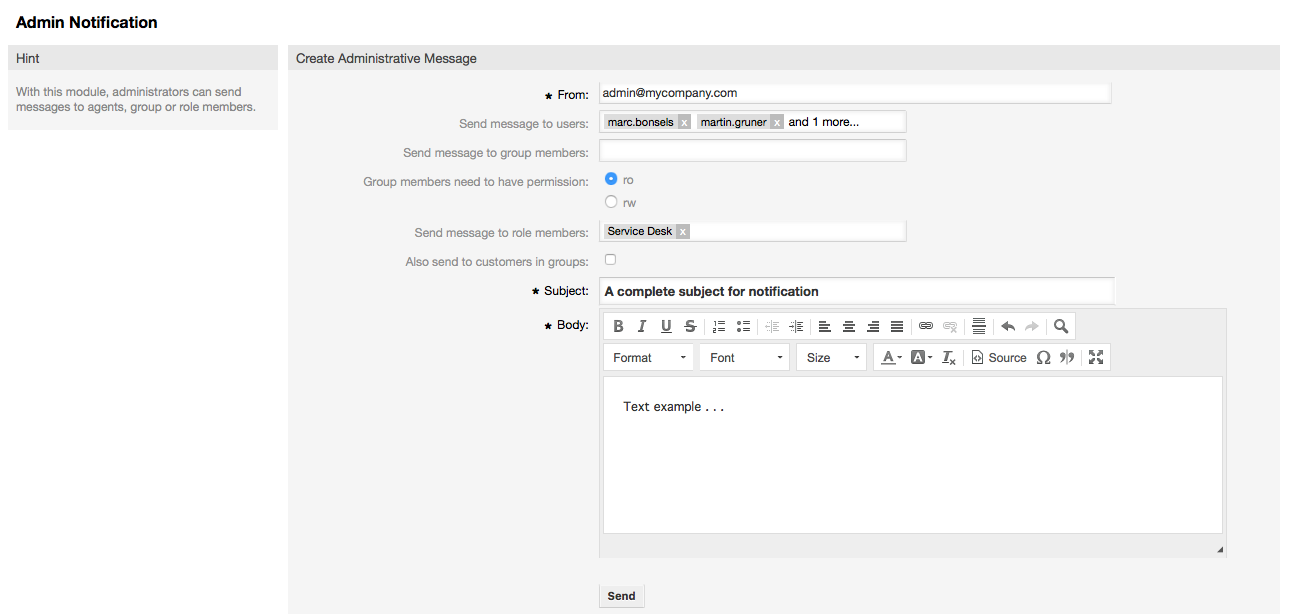 Admin Notification
Hint
With this module, administrators can send
messages to agents, group or role members.
Create Administrative Message
★ From: admin@mycompany.com
Send message to users: marc.bonsels x martin.gruner x and 1 more...
Send message to group members:
Group members need to have permission: ro
rw
Send message to role members: Service Desk x
Also send to customers in groups:
★ Subject: A complete subject for notification
★ Body: B I U S
Format Font Size A A Tx Source Ω
Text example . . .
Send